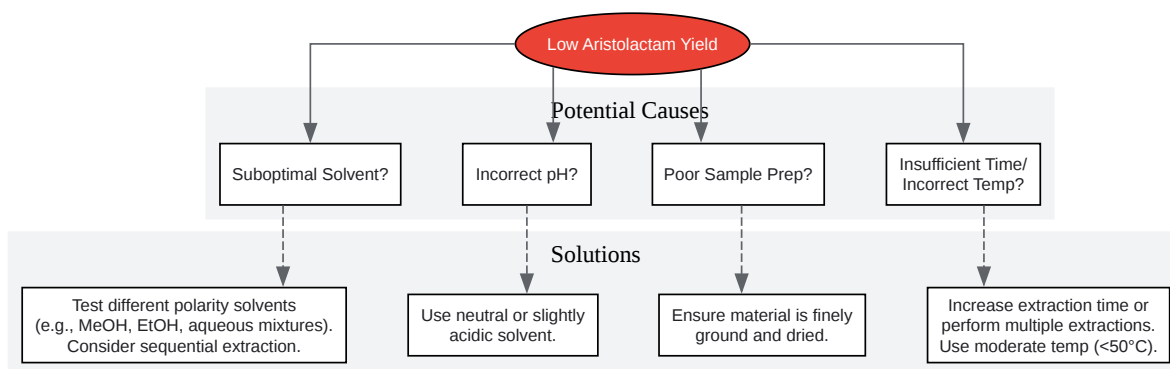 Low Aristolactam Yield
Potential Causes
Suboptimal Solvent?
Incorrect pH?
Poor Sample Prep?
Insufficient Time/
Incorrect Temp?
Solutions
Test different polarity solvents
(e.g., MeOH, EtOH, aqueous mixtures).
Consider sequential extraction.
Use neutral or slightly
acidic solvent.
Ensure material is finely
ground and dried.
Increase extraction time or
perform multiple extractions.
Use moderate temp (<50°C).